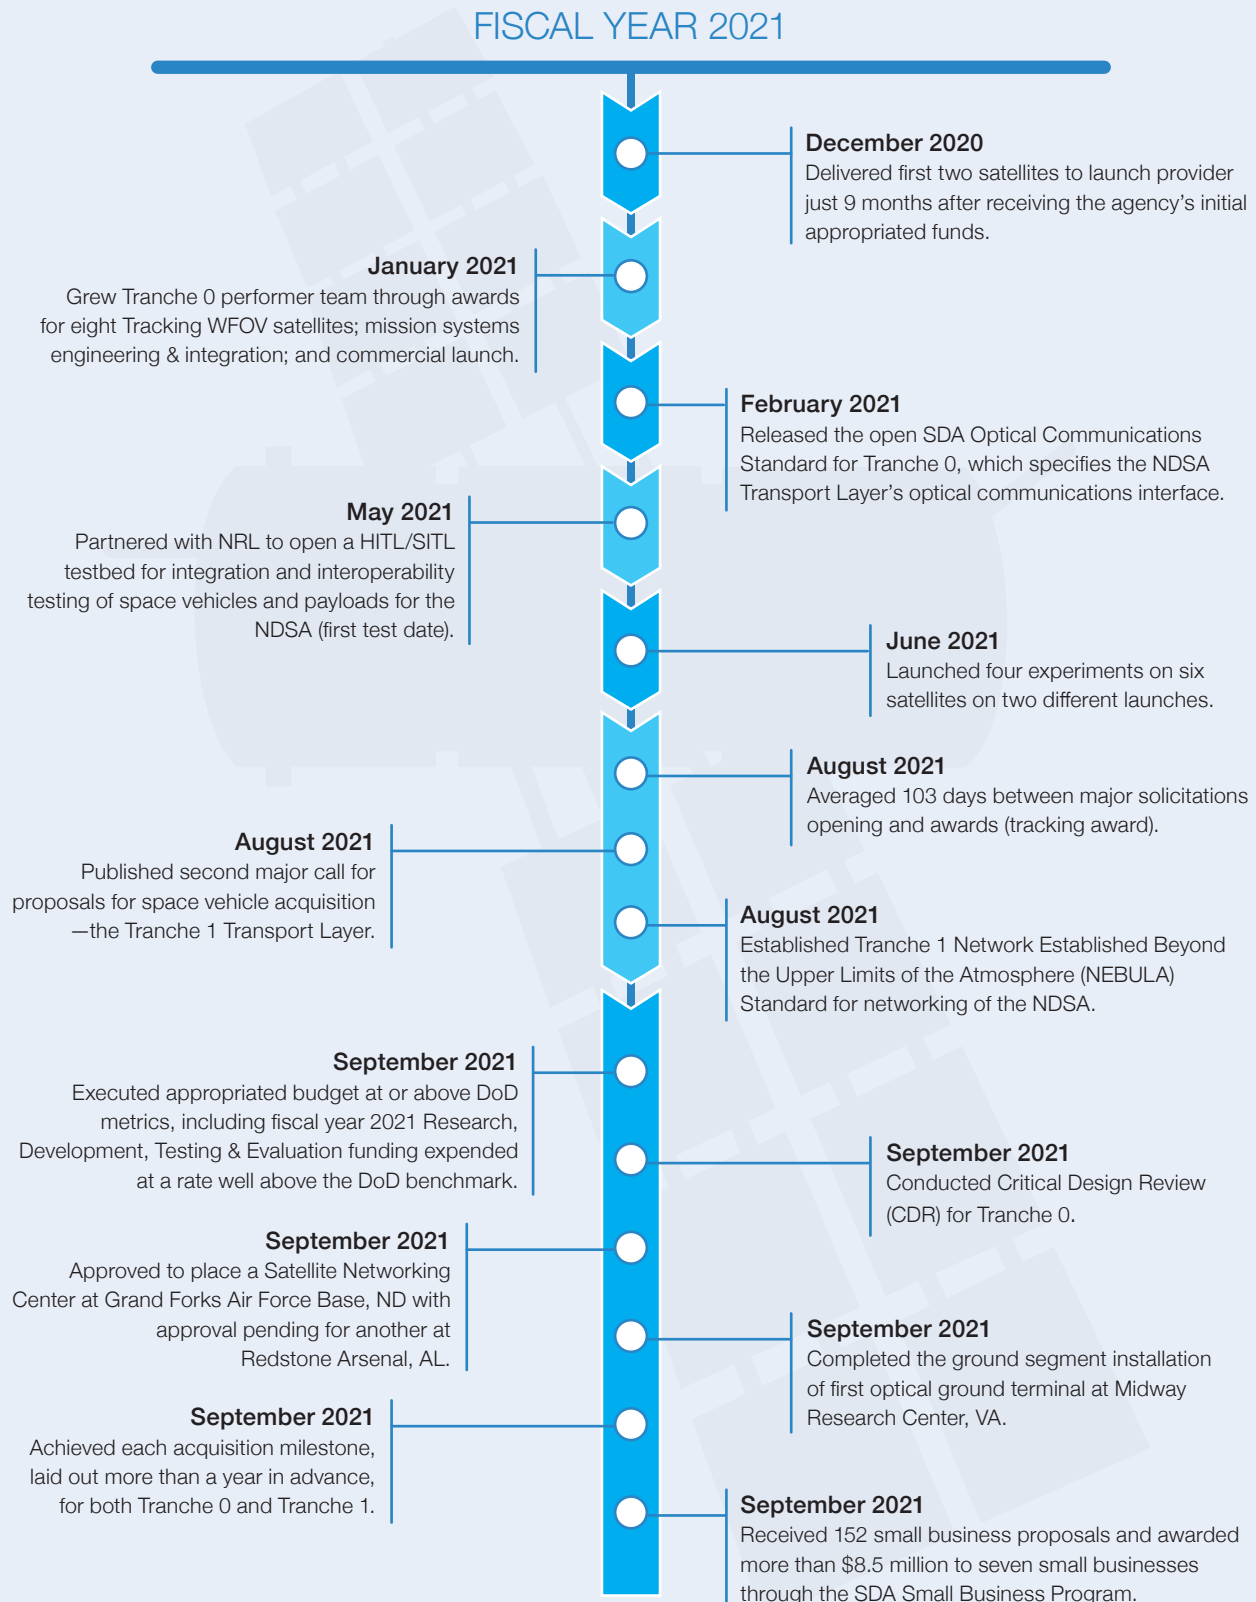 FISCAL YEAR 2021
December 2020
Delivered first two satellites to launch provider
just 9 months after receiving the agency's initial
appropriated funds.
January 2021
Grew Tranche 0 performer team through awards
for eight Tracking WFOV satellites; mission systems
engineering & integration; and commercial launch.
February 2021
Released the open SDA Optical Communications
Standard for Tranche 0, which specifies the NDSA
Transport Layer's optical communications interface.
May 2021
Partnered with NRL to open a HITL/SITL
testbed for integration and interoperability
testing of space vehicles and payloads for the
NDSA (first test date).
June 2021
Launched four experiments on six
satellites on two different launches.
August 2021
Averaged 103 days between major solicitations
opening and awards (tracking award).
August 2021
Published second major call for
proposals for space vehicle acquisition
—the Tranche 1 Transport Layer.
August 2021
Established Tranche 1 Network Established Beyond
the Upper Limits of the Atmosphere (NEBULA)
Standard for networking of the NDSA.
September 2021
Executed appropriated budget at or above DoD
metrics, including fiscal year 2021 Research,
Development, Testing & Evaluation funding expended
at a rate well above the DoD benchmark.
September 2021
Conducted Critical Design Review
(CDR) for Tranche 0.
September 2021
Approved to place a Satellite Networking
Center at Grand Forks Air Force Base, ND with
approval pending for another at
Redstone Arsenal, AL.
September 2021
Completed the ground segment installation
of first optical ground terminal at Midway
Research Center, VA.
September 2021
Achieved each acquisition milestone,
laid out more than a year in advance,
for both Tranche 0 and Tranche 1.
September 2021
Received 152 small business proposals and awarded
more than $8.5 million to seven small businesses
through the SDA Small Business Program.